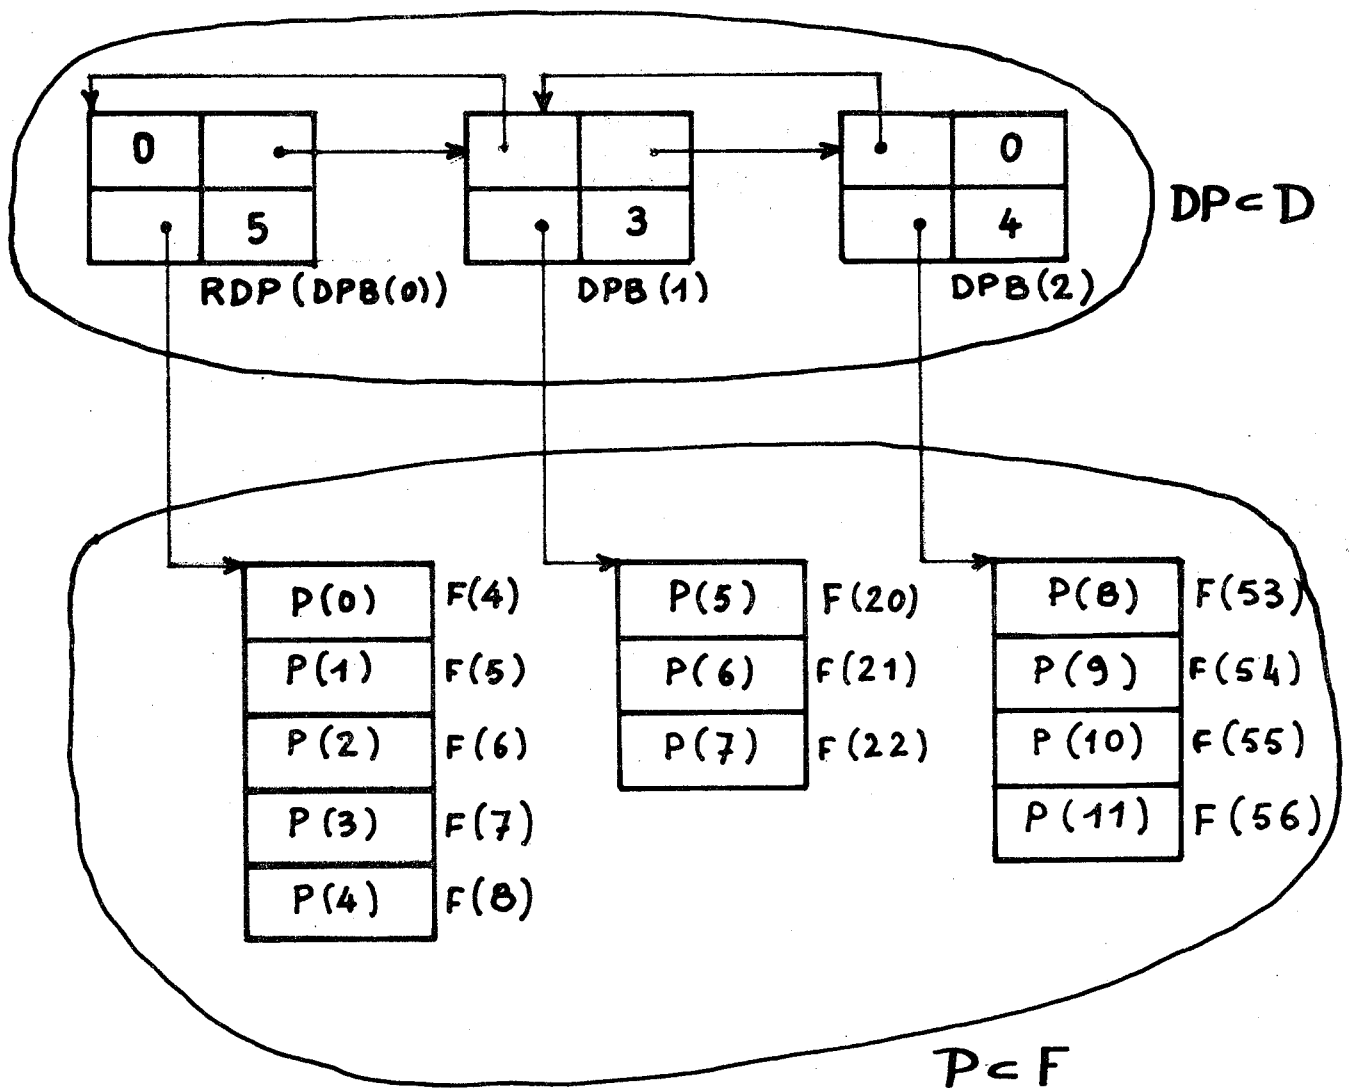 0
0
5
3
4
DP⊂D
RDP(DPB(0))
DPB(1)
DPB(2)
P(0) F(4)
P(1) F(5)
P(2) F(6)
P(3) F(7)
P(4) F(8)
P(5) F(20)
P(6) F(21)
P(7) F(22)
P(8) F(53)
P(9) F(54)
P(10) F(55)
P(11) F(56)
P⊂F